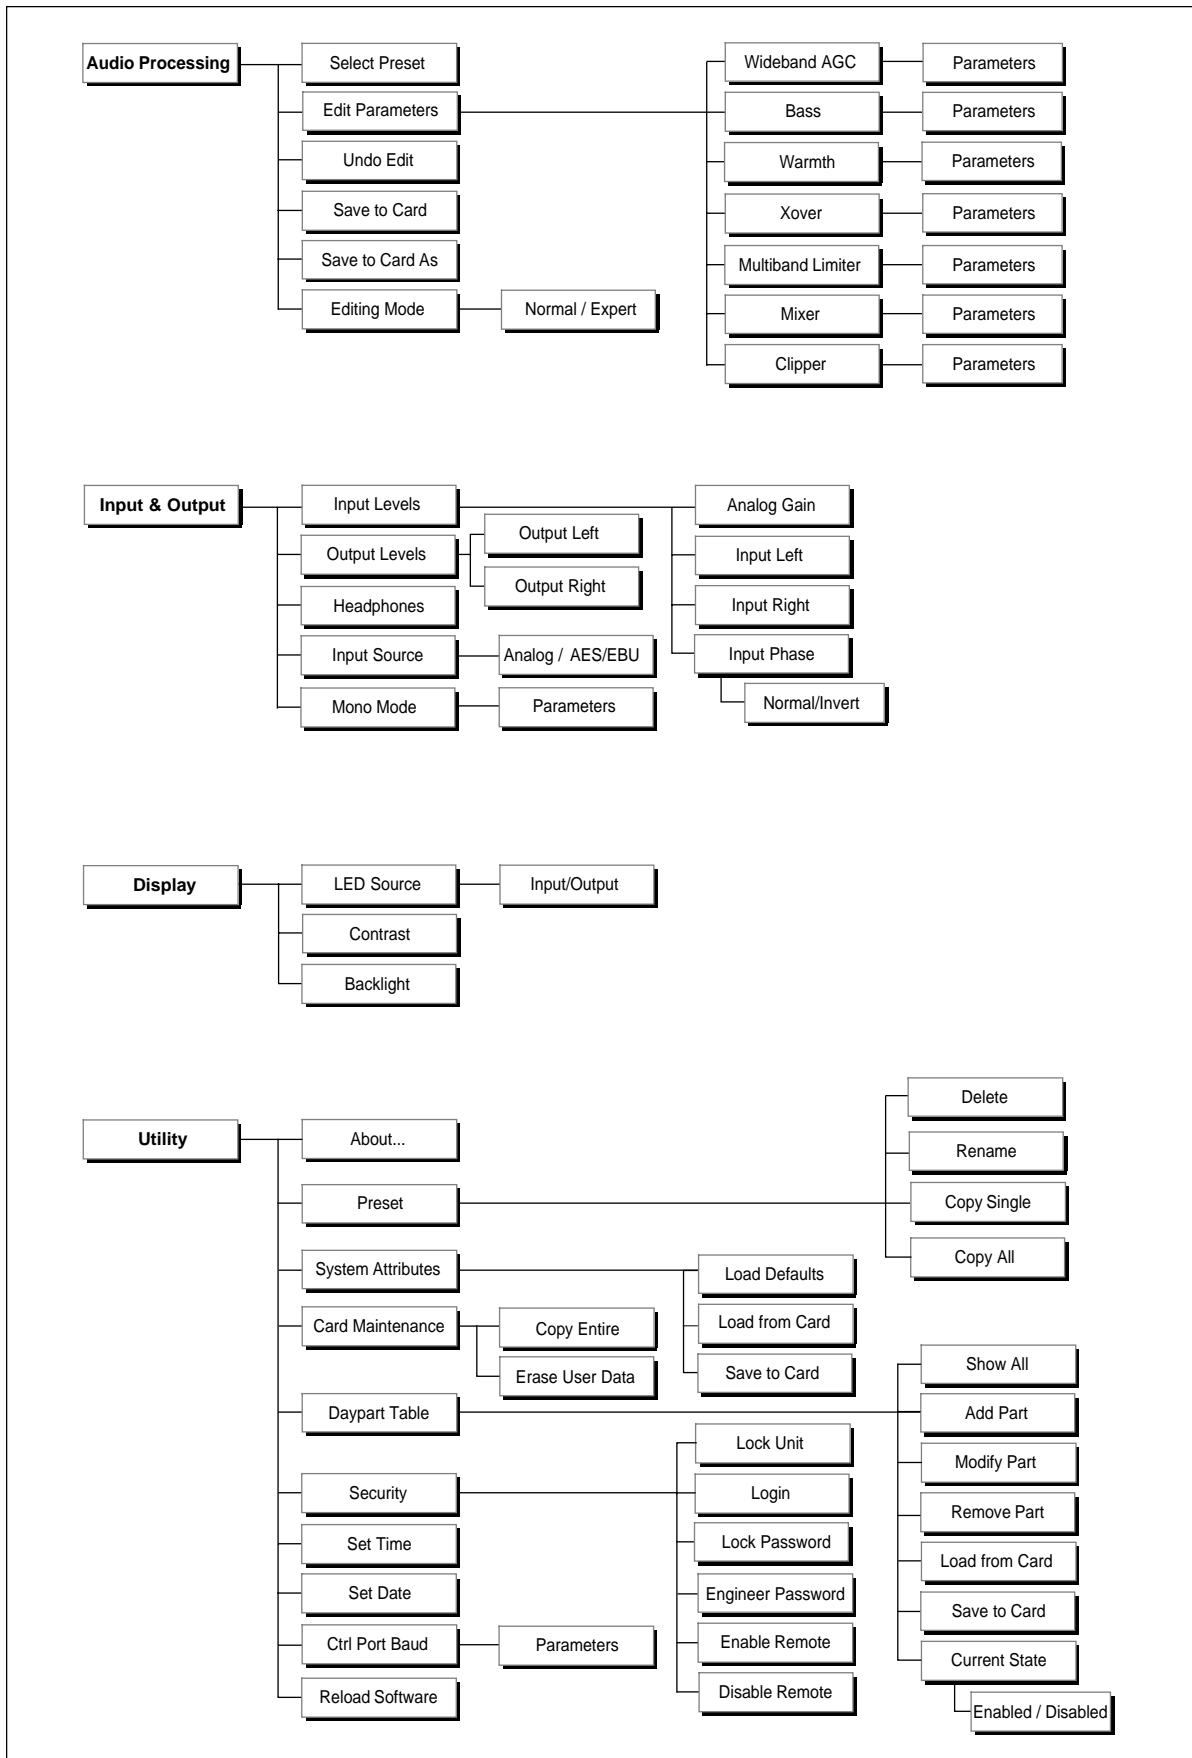 Audio Processing
Select Preset
Edit Parameters
Undo Edit
Save to Card
Save to Card As
Editing Mode
Normal / Expert
Wideband AGC
Parameters
Bass
Parameters
Warmth
Parameters
Xover
Parameters
Multiband Limiter
Parameters
Mixer
Parameters
Clipper
Parameters
Input & Output
Input Levels
Output Levels
Output Left
Output Right
Headphones
Input Source
Analog / AES/EBU
Mono Mode
Parameters
Analog Gain
Input Left
Input Right
Input Phase
Normal/Invert
Display
LED Source
Input/Output
Contrast
Backlight
Utility
About...
Preset
Delete
Rename
Copy Single
Copy All
System Attributes
Load Defaults
Load from Card
Save to Card
Card Maintenance
Copy Entire
Erase User Data
Daypart Table
Show All
Add Part
Modify Part
Remove Part
Load from Card
Save to Card
Current State
Enabled / Disabled
Security
Lock Unit
Login
Lock Password
Engineer Password
Enable Remote
Disable Remote
Set Time
Set Date
Ctrl Port Baud
Parameters
Reload Software